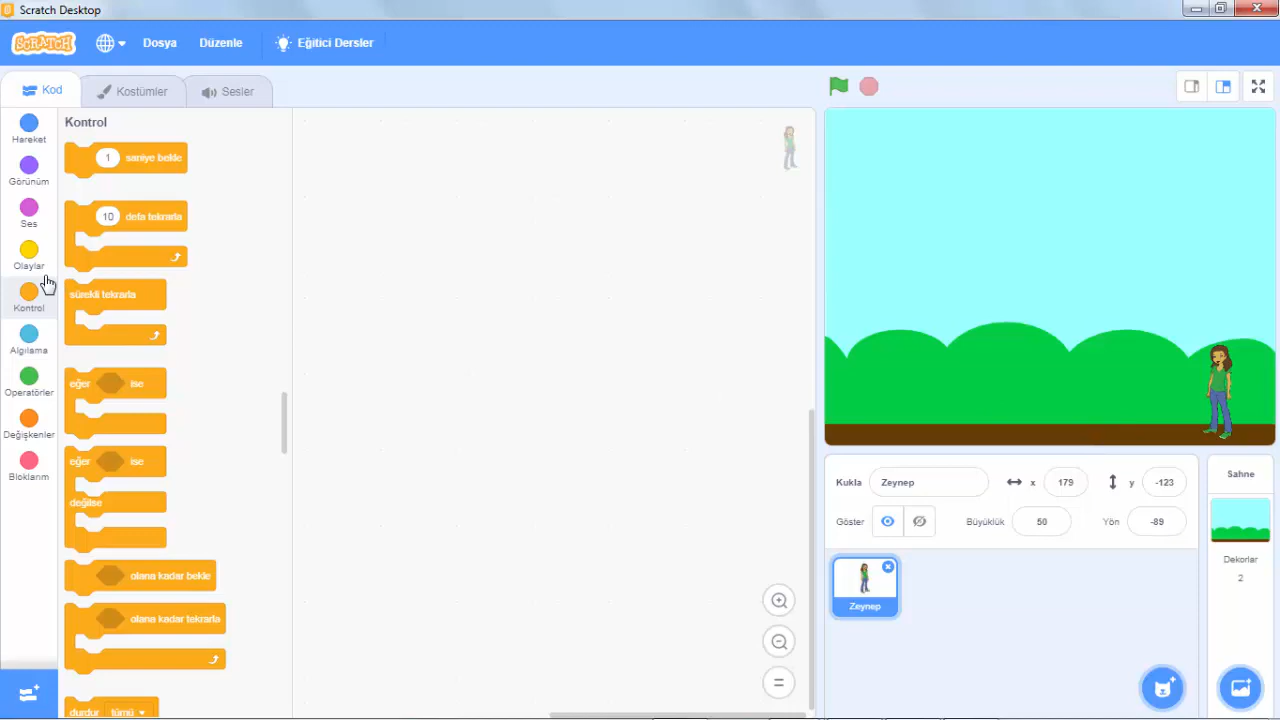 Scratch Desktop
SCRATCH
Dosya
Düzenle
Eğitici Dersler
Kod
Kostümler
Sesler
Hareket
Görünüm
Ses
Olaylar
Kontrol
Algılama
Operatörler
Değişkenler
Bloklarım
Kontrol
1 saniye bekle
10 defa tekrarla
sürekli tekrarla
eğer ise
eğer ise
değilse
olana kadar bekle
olana kadar tekrarla
durdur tümü
Kukla Zeynep x 179 y -123
Göster Büyüklük 50 Yön -89
Zeynep
Sahne
Dekorlar
2